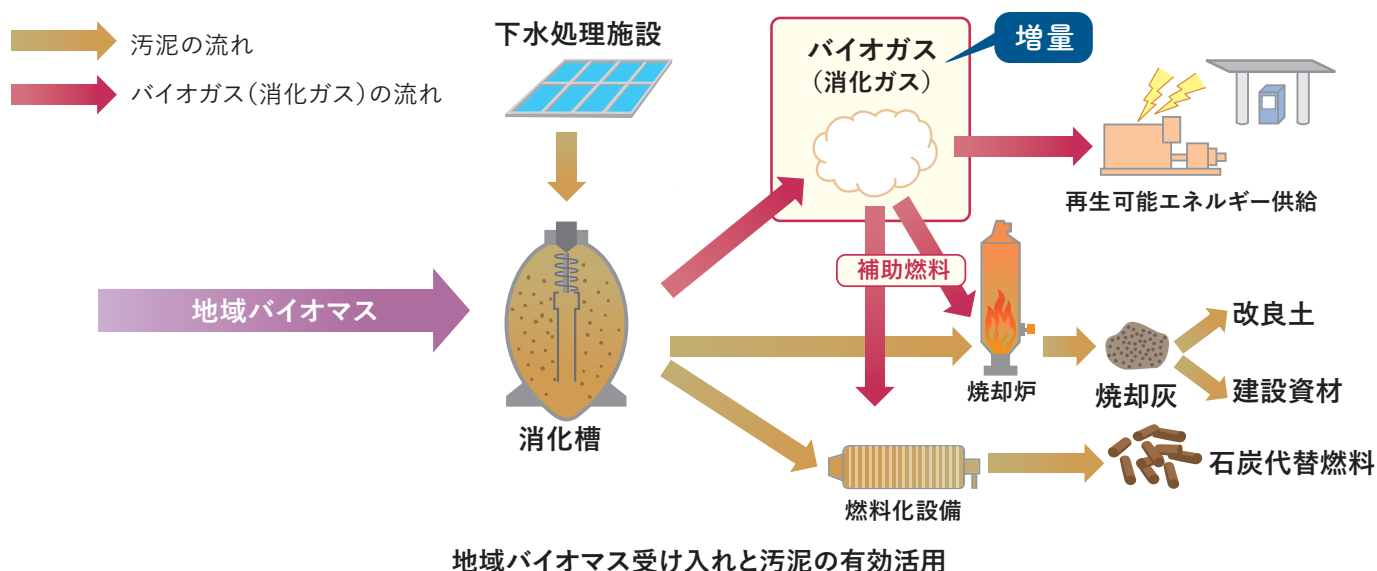 汚泥の流れ
バイオガス(消化ガス)の流れ
下水処理施設
バイオガス
(消化ガス)
増量
再生可能エネルギー供給
地域バイオマス
補助燃料
消化槽
焼却炉
焼却灰
改良土
建設資材
燃料化設備
石炭代替燃料
地域バイオマス受け入れと汚泥の有効活用